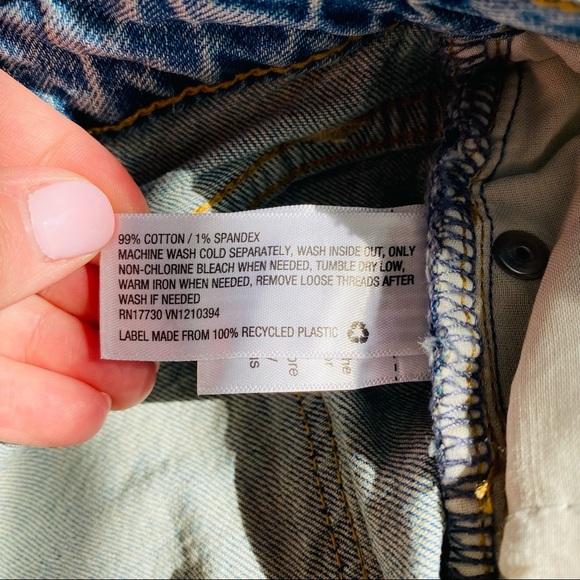 99% COTTON / 1% SPANDEX
MACHINE WASH COLD SEPARATELY, WASH INSIDE OUT, ONLY
NON-CHLORINE BLEACH WHEN NEEDED, TUMBLE DRY LOW,
WARM IRON WHEN NEEDED, REMOVE LOOSE THREADS AFTER
WASH IF NEEDED
RN17730 VN1210394
LABEL MADE FROM 100% RECYCLED PLASTIC